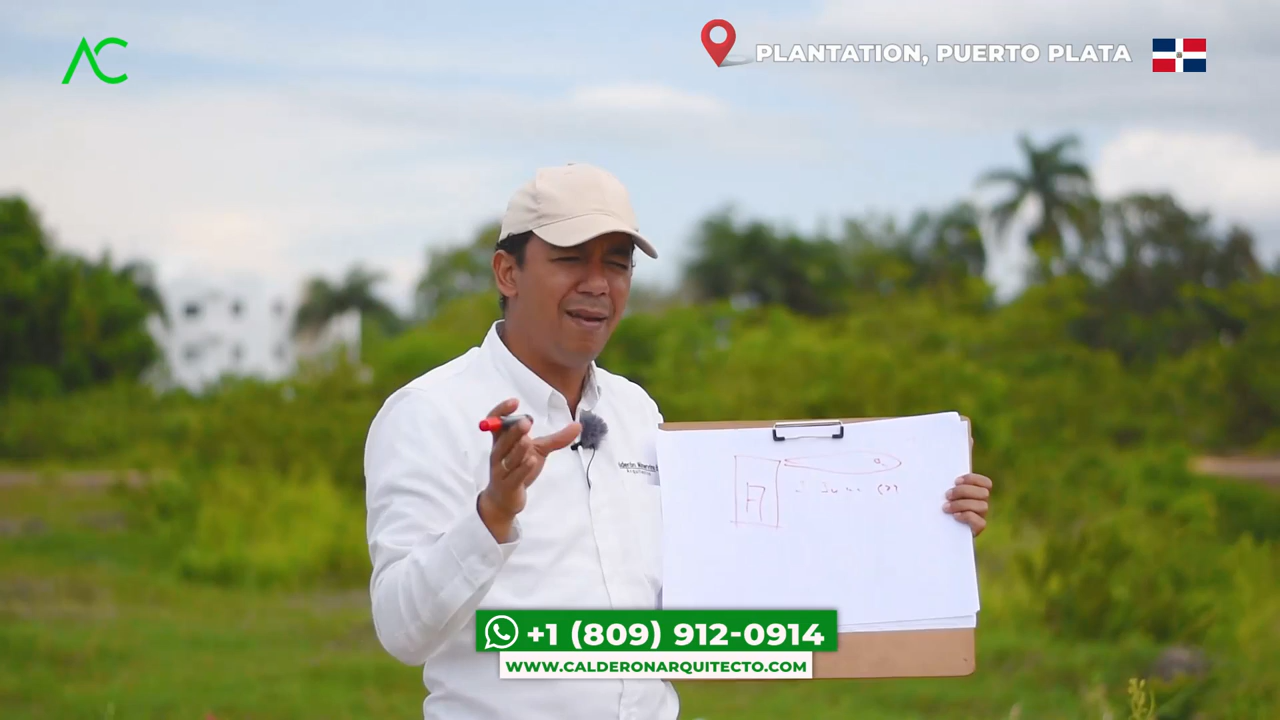 AC
PLANTATION, PUERTO PLATA
+1 (809) 912-0914
WWW.CALDERONARQUITECTO.COM